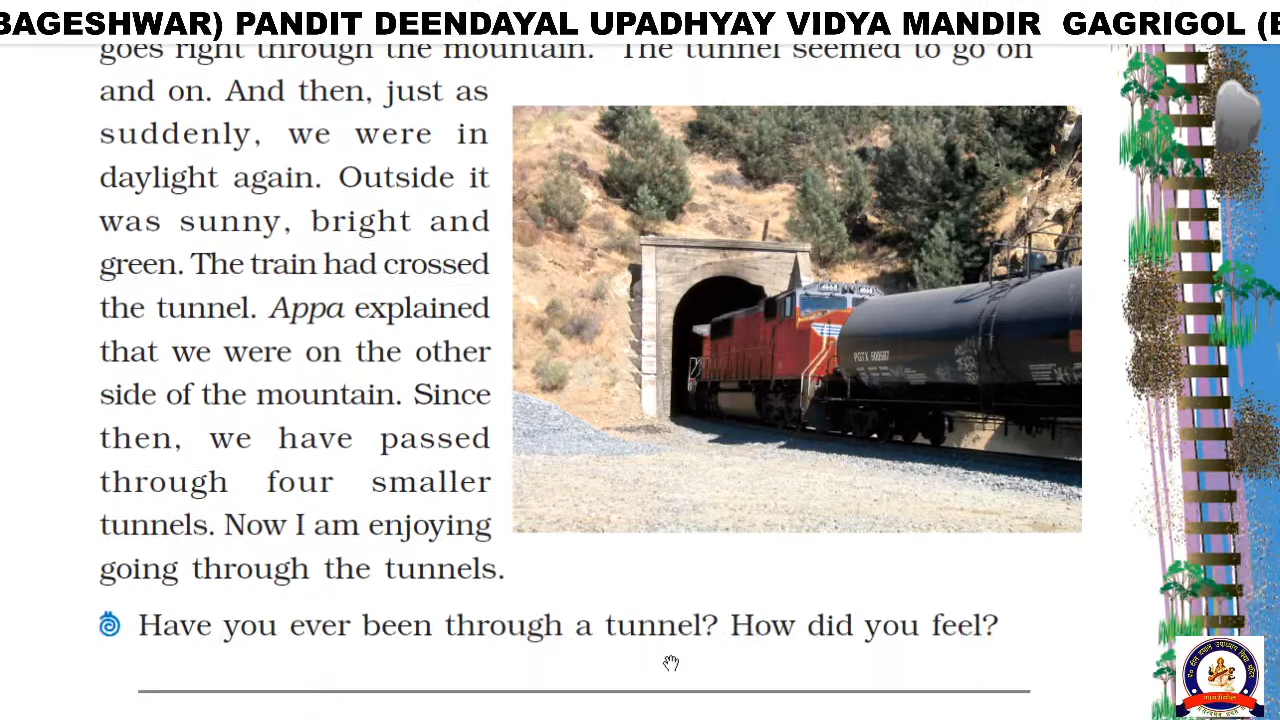 BAGESHWAR) PANDIT DEENDAYAL UPADHYAY VIDYA MANDIR GAGRIGOL (
goes right through the mountain." The tunnel seemed to go on
and on. And then, just as
suddenly, we were in
daylight again. Outside it
was sunny, bright and
green. The train had crossed
the tunnel. Appa explained
that we were on the other
side of the mountain. Since
then, we have passed
through four smaller
tunnels. Now I am enjoying
going through the tunnels.
PGTX 500587
Have you ever been through a tunnel? How did you feel?
गागरीगोल